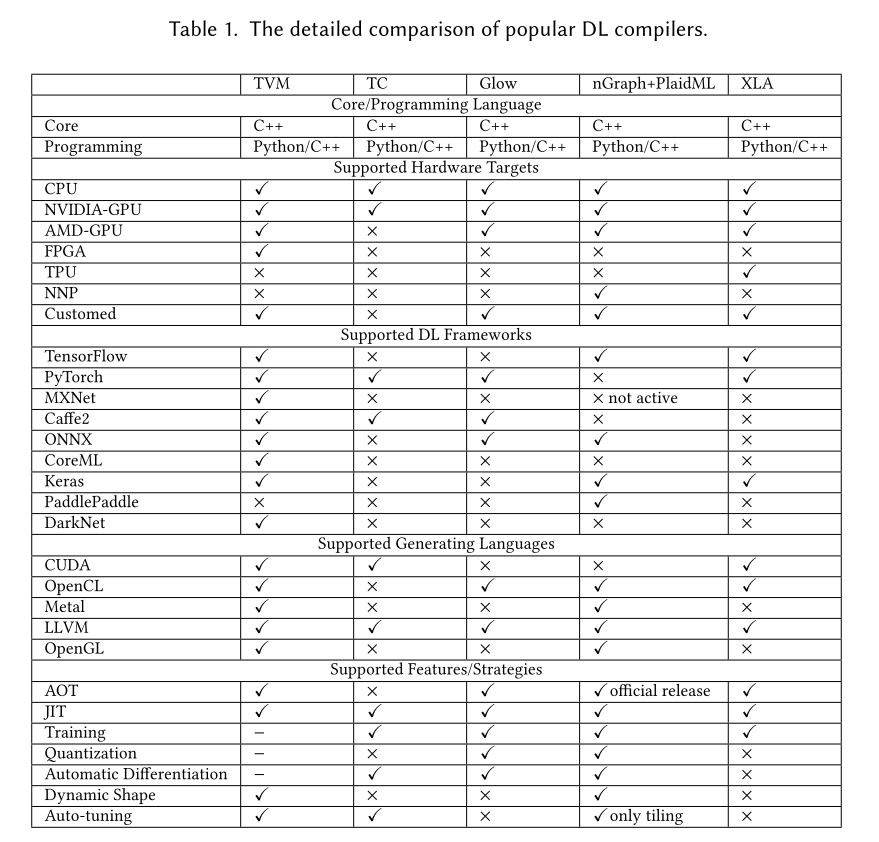 Table 1. The detailed comparison of popular DL compilers.
TVM TC Glow nGraph+PlaidML XLA
Core/Programming Language
Core C++ C++ C++ C++ C++
Programming Python/C++ Python/C++ Python/C++ Python/C++ Python/C++
Supported Hardware Targets
CPU ✓ ✓ ✓ ✓ ✓
NVIDIA-GPU ✓ ✓ ✓ ✓ ✓
AMD-GPU ✓ × ✓ ✓ ✓
FPGA ✓ × × × ×
TPU × × × × ✓
NNP × × × ✓ ×
Customed ✓ × ✓ ✓ ✓
Supported DL Frameworks
TensorFlow ✓ × × ✓ ✓
PyTorch ✓ ✓ ✓ × ✓
MXNet ✓ × × × not active ×
Caffe2 ✓ ✓ ✓ × ×
ONNX ✓ × ✓ ✓ ×
CoreML ✓ × × × ×
Keras ✓ × × ✓ ✓
PaddlePaddle × × × ✓ ×
DarkNet ✓ × × × ×
Supported Generating Languages
CUDA ✓ ✓ × × ✓
OpenCL ✓ × ✓ ✓ ✓
Metal ✓ × × ✓ ×
LLVM ✓ ✓ ✓ ✓ ✓
OpenGL ✓ × × ✓ ×
Supported Features/Strategies
AOT ✓ × ✓ ✓ official release ✓
JIT ✓ ✓ ✓ ✓ ✓
Training – ✓ ✓ ✓ ✓
Quantization – × ✓ ✓ ×
Automatic Differentiation – ✓ ✓ ✓ ×
Dynamic Shape ✓ × × ✓ ×
Auto-tuning ✓ ✓ × ✓ only tiling ×